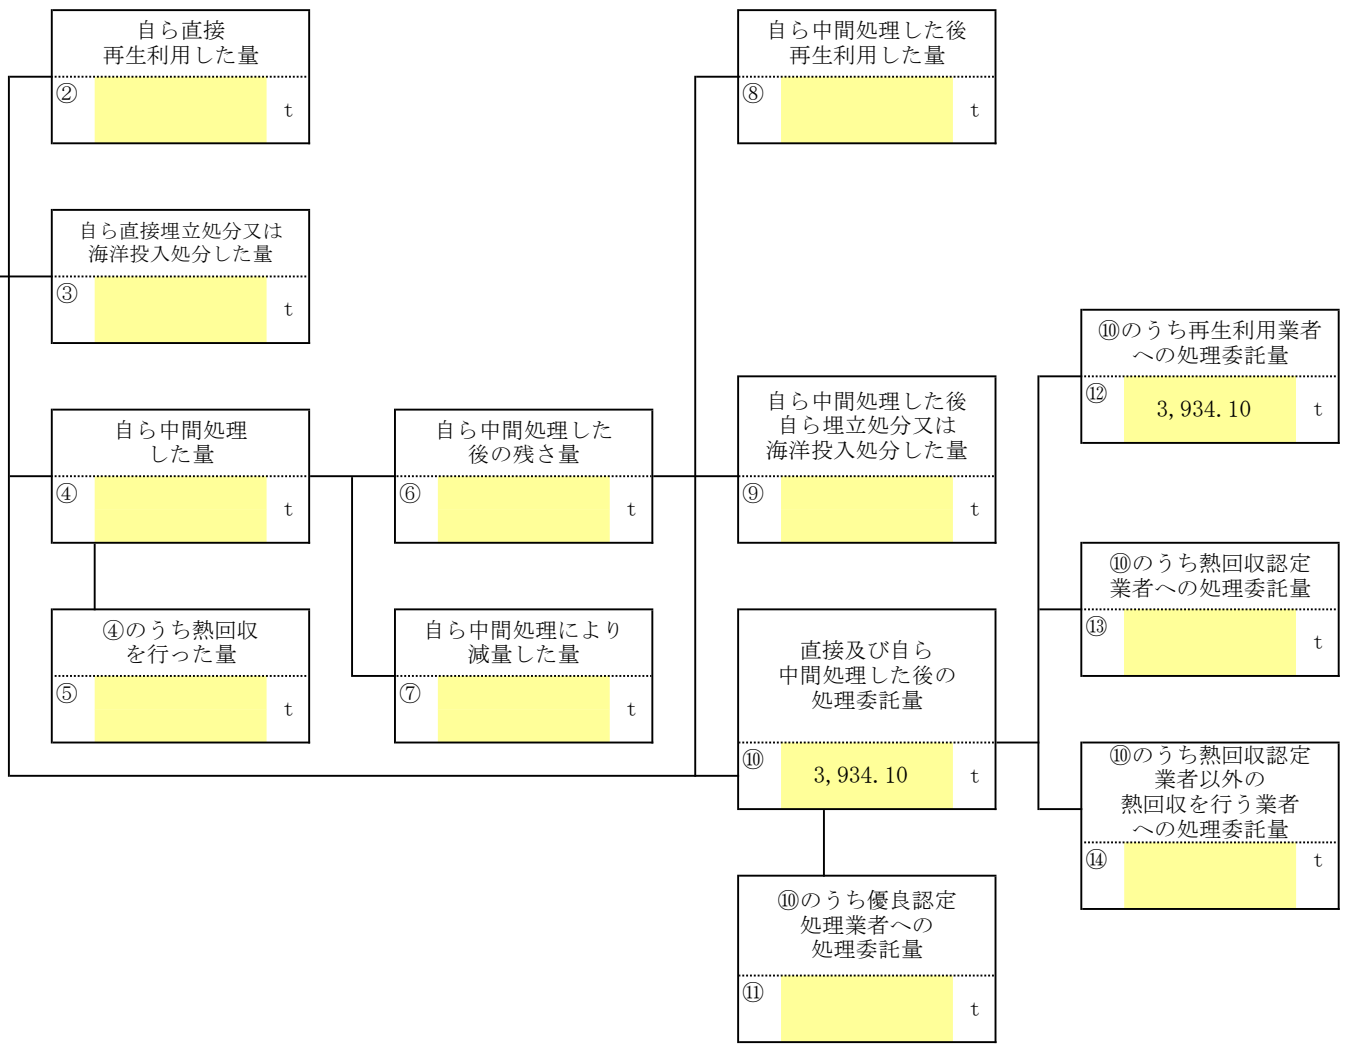 自ら直接
再生利用した量
②
t
自ら中間処理した後
再生利用した量
⑧
t
自ら直接埋立処分又は
海洋投入処分した量
③
t
⑩のうち再生利用業者
への処理委託量
⑫
3,934.10
t
自ら中間処理
した量
④
t
自ら中間処理した
後の残さ量
⑥
t
自ら中間処理した後
自ら埋立処分又は
海洋投入処分した量
⑨
t
⑩のうち熱回収認定
業者への処理委託量
⑬
t
④のうち熱回収
を行った量
⑤
t
自ら中間処理により
減量した量
⑦
t
直接及び自ら
中間処理した後の
処理委託量
⑩
3,934.10
t
⑩のうち熱回収認定
業者以外の
熱回収を行う業者
への処理委託量
⑭
t
⑩のうち優良認定
処理業者への
処理委託量
⑪
t